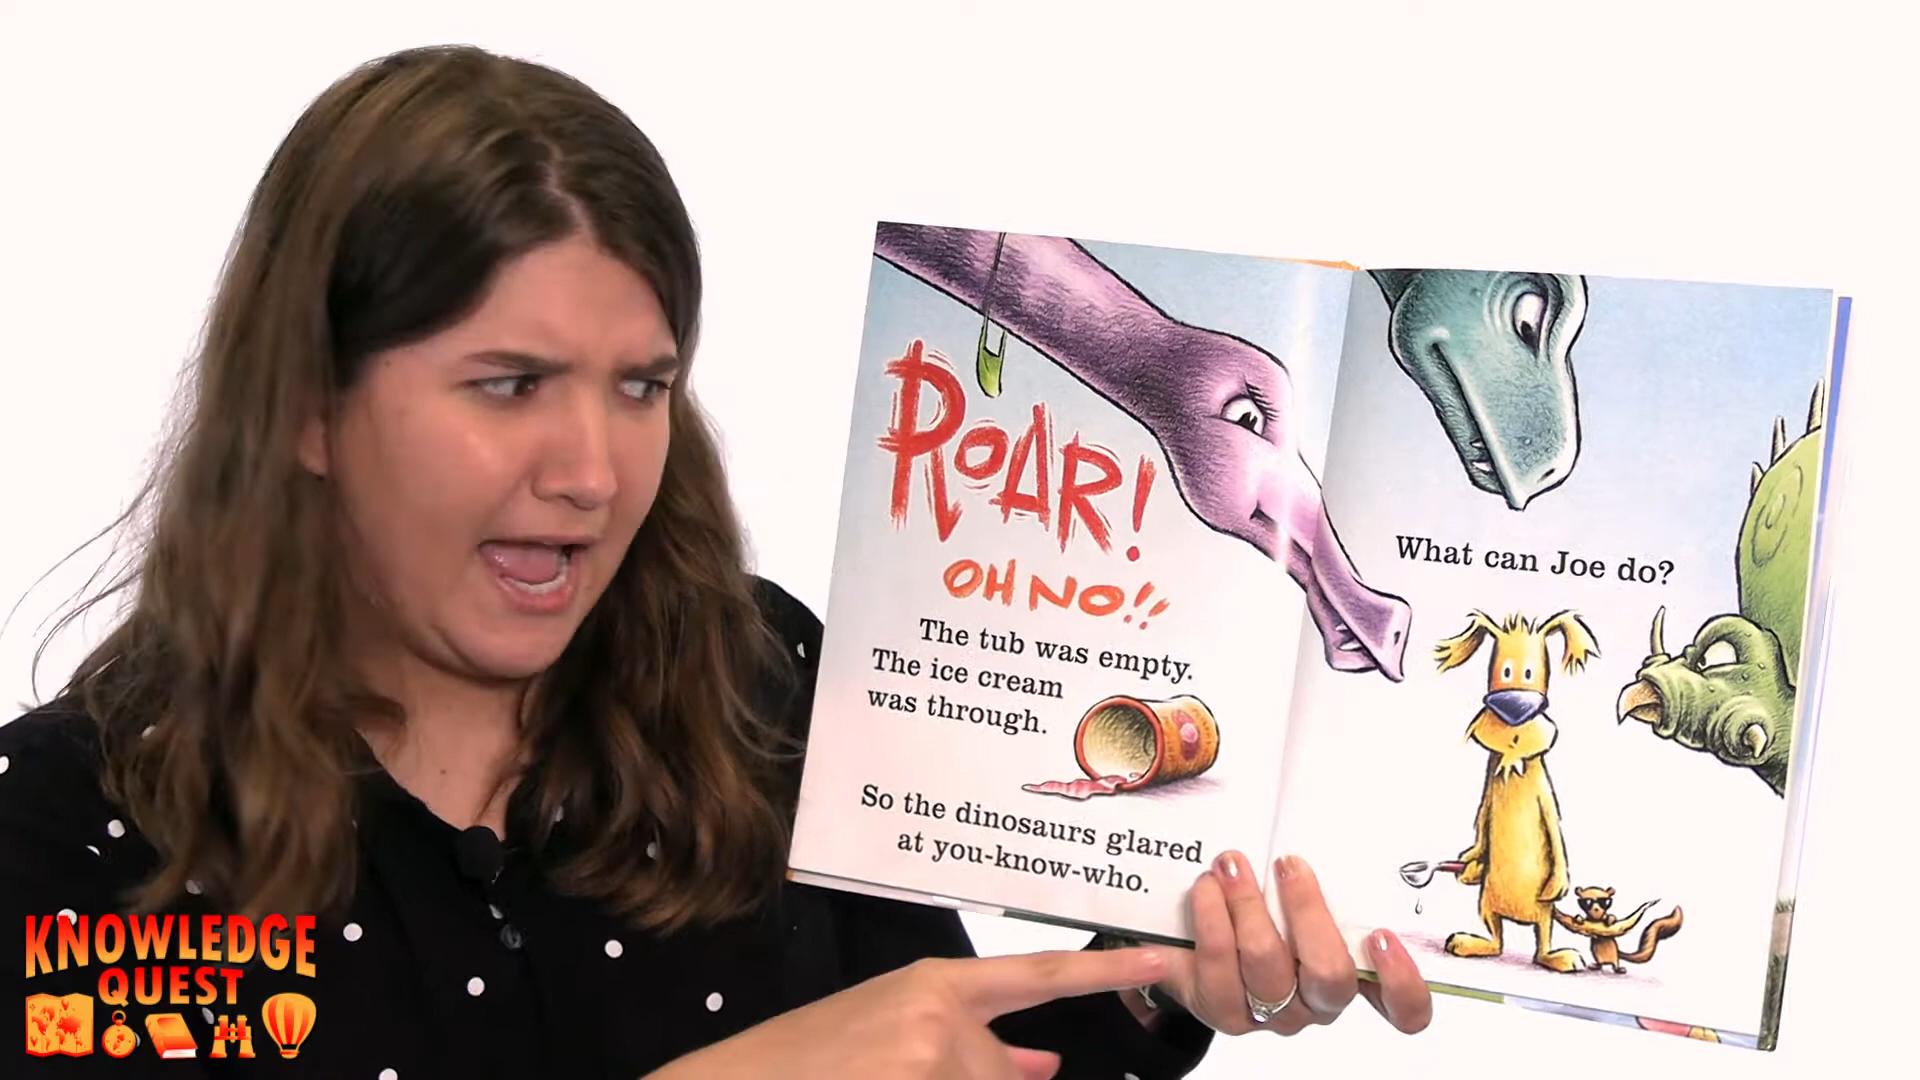 ROAR!
OH NO!!
The tub was empty.
The ice cream
was through.
So the dinosaurs glared
at you-know-who.
What can Joe do?
KNOWLEDGE
QUEST